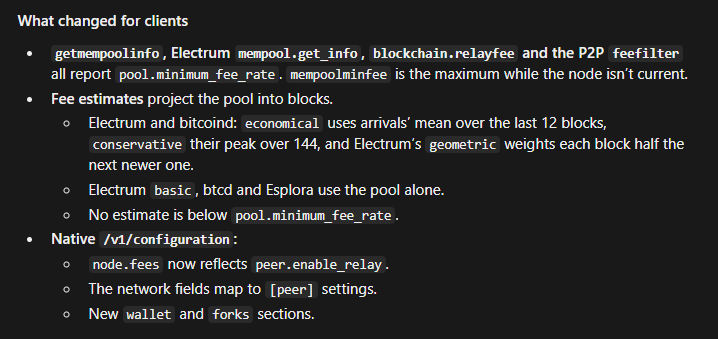 What changed for clients
• getmempoolinfo, Electrum mempool.get_info, blockchain.relayfee and the P2P feefilter
all report pool.minimum_fee_rate. mempoolminfee is the maximum while the node isn’t current.
• Fee estimates project the pool into blocks.
◦ Electrum and bitcoind: economical uses arrivals’ mean over the last 12 blocks,
conservative their peak over 144, and Electrum’s geometric weights each block half the
next newer one.
◦ Electrum basic, btcd and Esplora use the pool alone.
◦ No estimate is below pool.minimum_fee_rate.
• Native /v1/configuration:
◦ node.fees now reflects peer.enable_relay.
◦ The network fields map to [peer] settings.
◦ New wallet and forks sections.